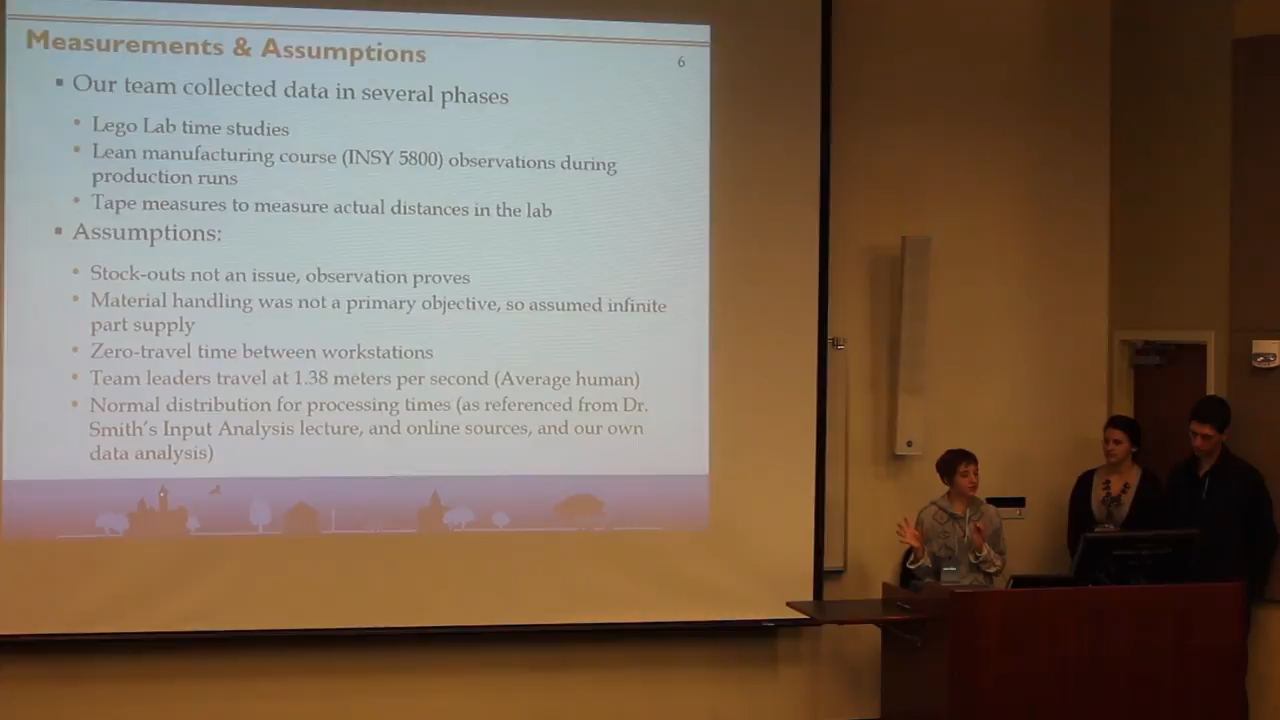 Measurements & Assumptions
6
▪ Our team collected data in several phases
• Lego Lab time studies
• Lean manufacturing course (INSY 5800) observations during
production runs
• Tape measures to measure actual distances in the lab
▪ Assumptions:
• Stock-outs not an issue, observation proves
• Material handling was not a primary objective, so assumed infinite
part supply
• Zero-travel time between workstations
• Team leaders travel at 1.38 meters per second (Average human)
• Normal distribution for processing times (as referenced from Dr.
Smith's Input Analysis lecture, and online sources, and our own
data analysis)